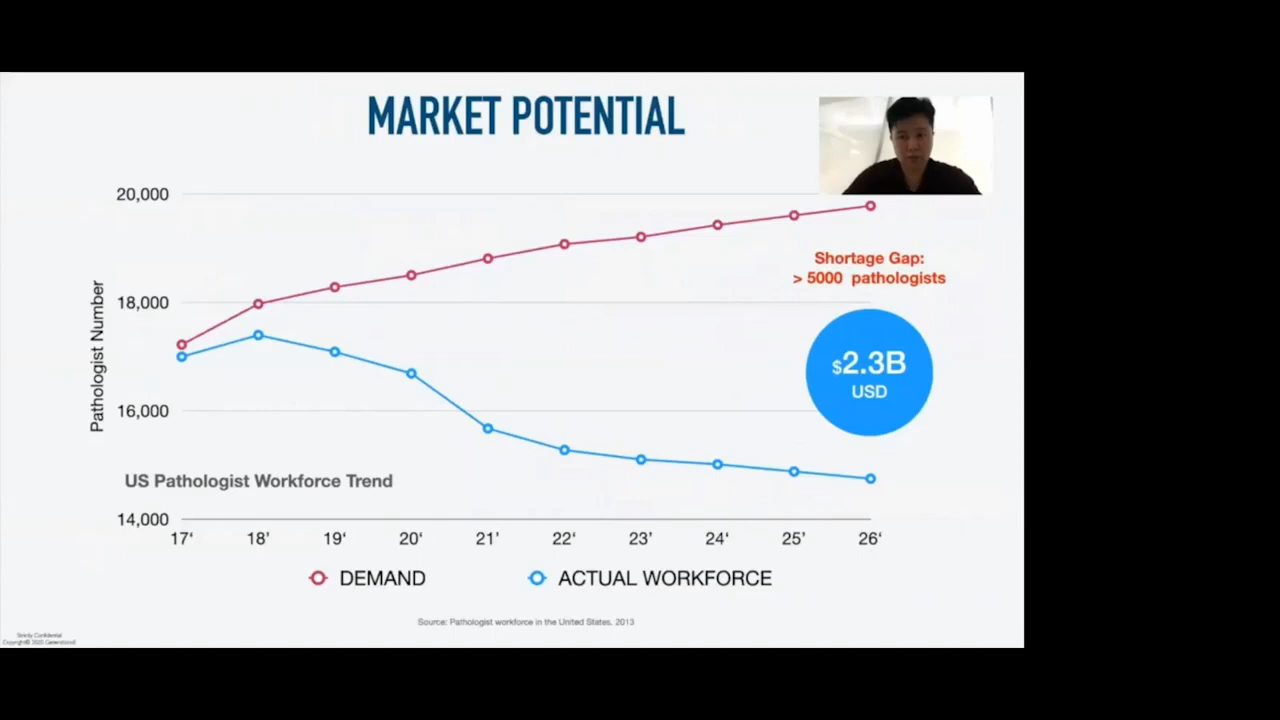 MARKET POTENTIAL
20,000
18,000
16,000
14,000
Pathologist Number
Shortage Gap:
> 5000 pathologists
$2.3B
USD
US Pathologist Workforce Trend
17‘ 18’ 19‘ 20‘ 21’ 22‘ 23’ 24‘ 25’ 26‘
DEMAND ACTUAL WORKFORCE
Source: Pathologist workforce in the United States, 2013
Strictly Confidential